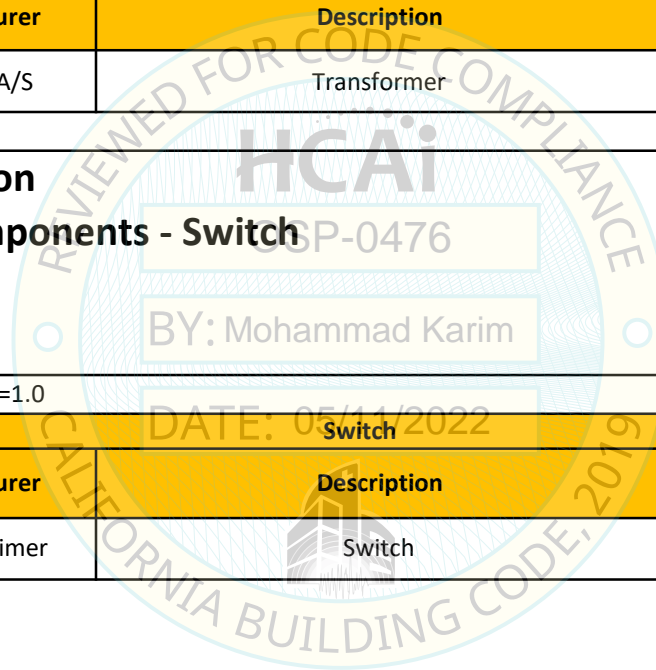 urer Description
A/S Transformer
REVIEWED FOR CODE COMPLIANCE
HCAi
on
ponents - Switch
OSP-0476
BY: Mohammad Karim
=1.0
DATE: 05/11/2022
Switch
urer Description
imer Switch
CALIFORNIA BUILDING CODE, 2019